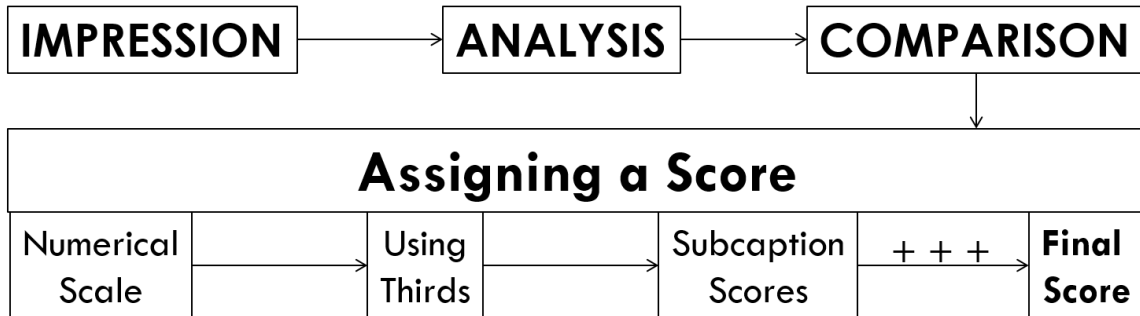 IMPRESSION ANALYSIS COMPARISON
Assigning a Score
Numerical Using Subcaption + + + Final
Scale Thirds Scores Score